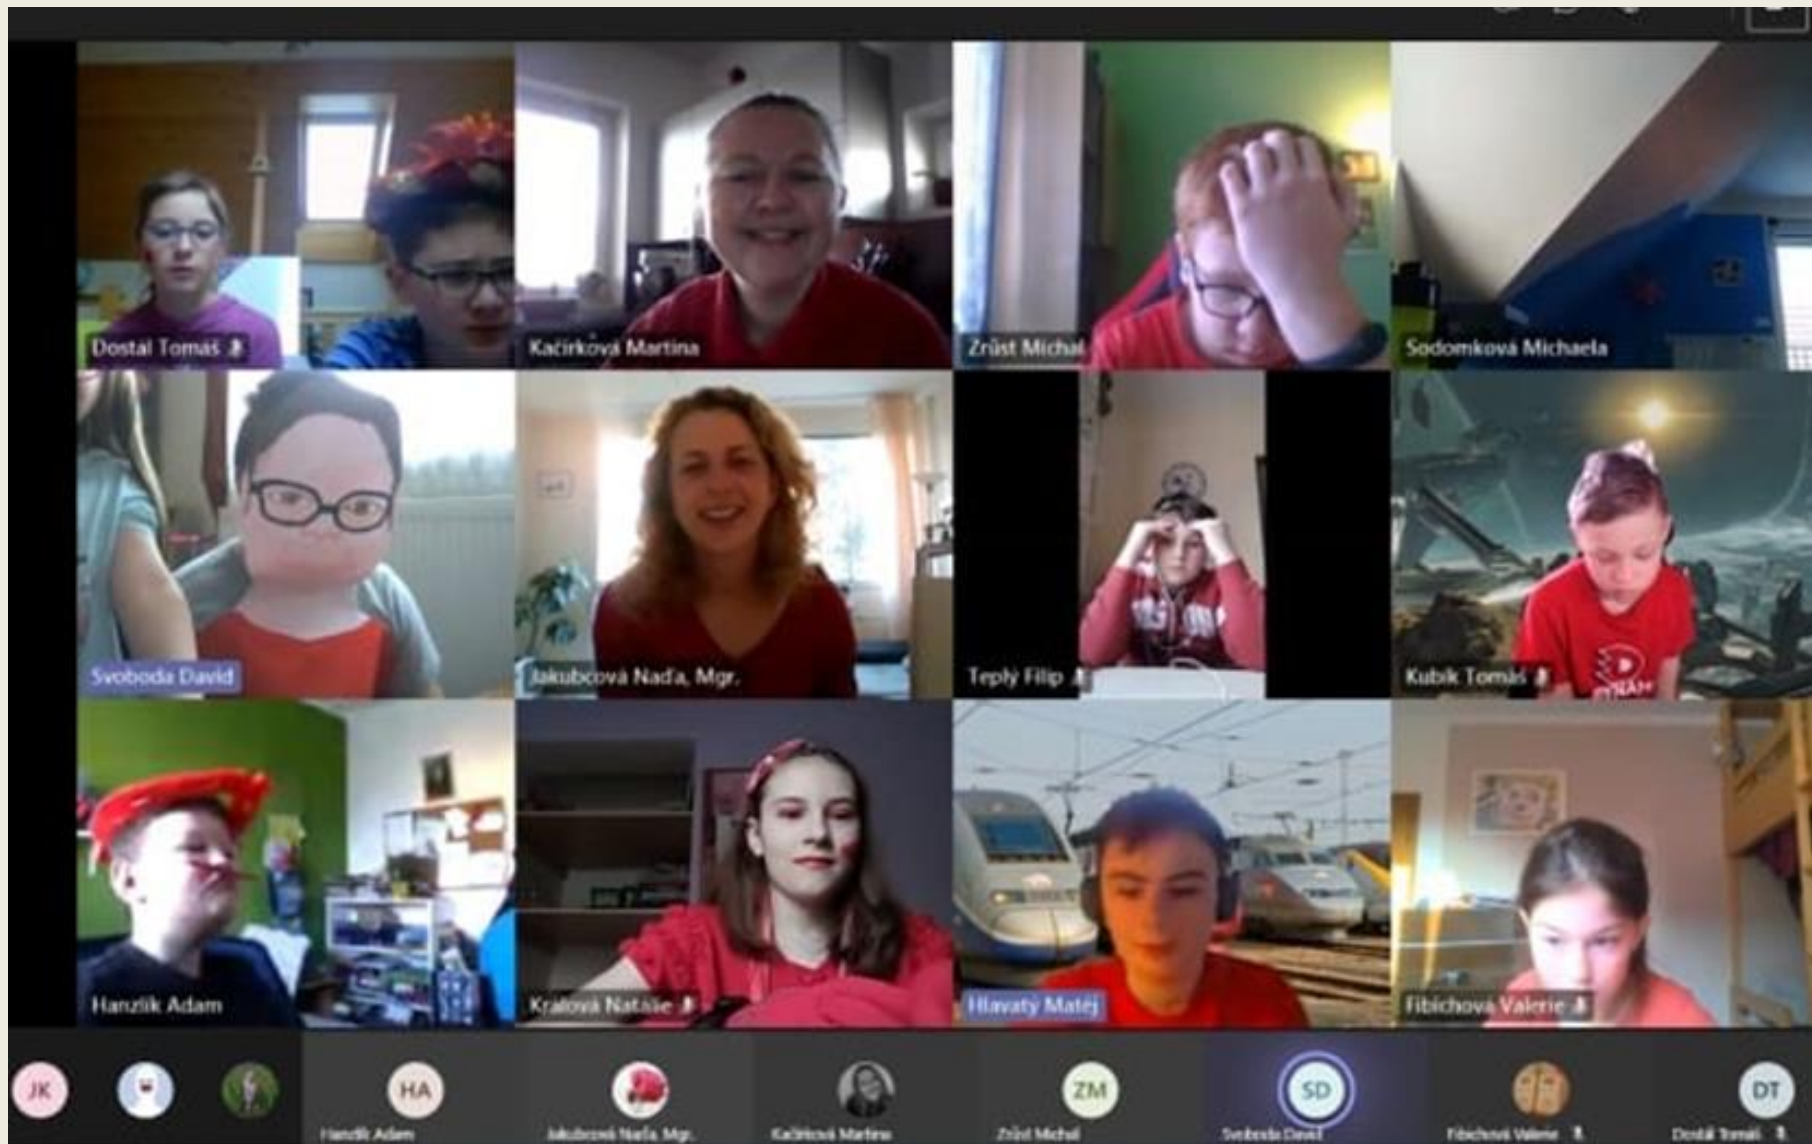 Dostál Tomáš
Kačírková Martina
Zrůst Michal
Sodomková Michaela
Svoboda David
Jakubcová Naďa, Mgr.
Teplý Filip
Kubík Tomáš
Hanzlík Adam
Králová Natálie
Hlavatý Matěj
Fibichová Valerie
JK
HA
ZM
SD
DT
Hanzlík Adam
Jakubcová Naďa, Mgr.
Kačírková Martina
Zrůst Michal
Svoboda David
Fibichová Valerie
Dostál Tomáš